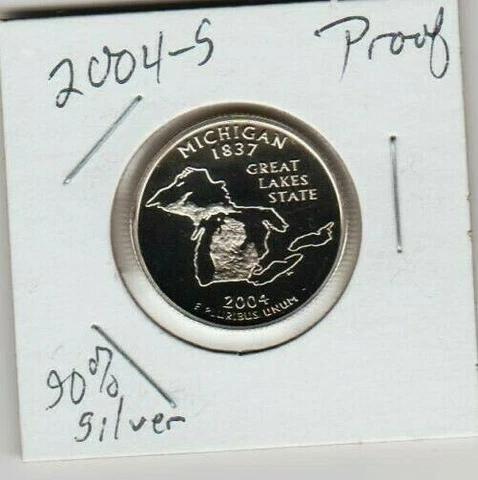 2004-S
Proof
MICHIGAN
1837
GREAT
LAKES
STATE
2004
E PLURIBUS UNUM
90%
silver